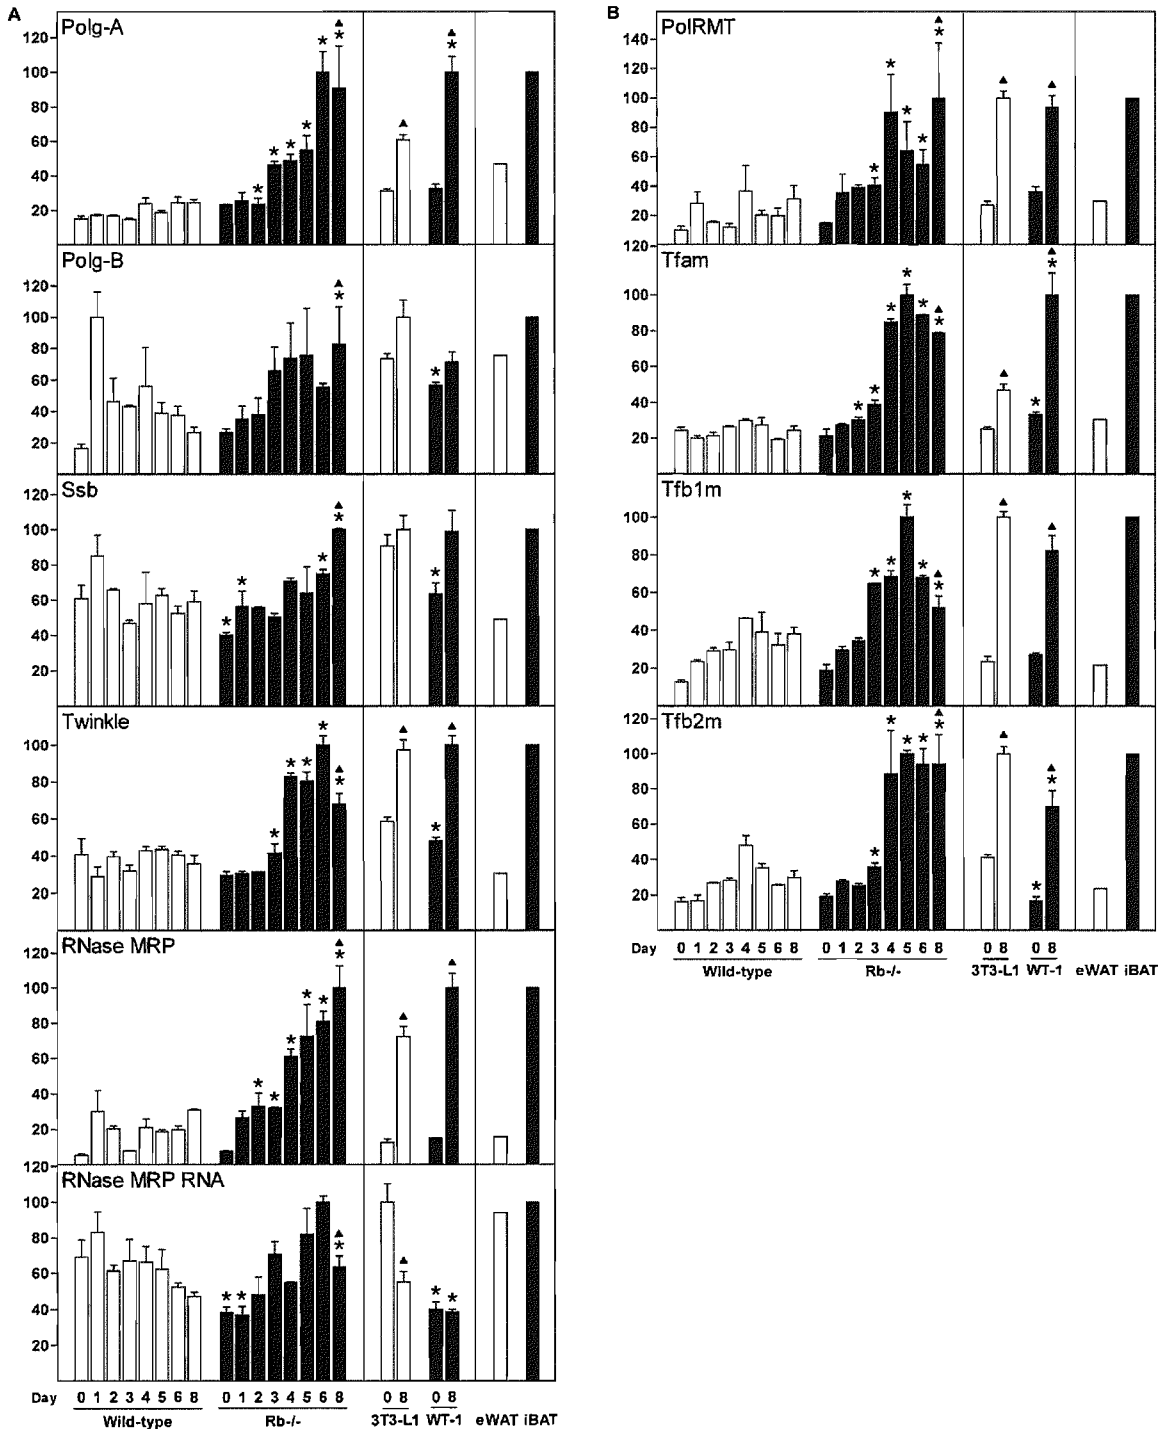 A
Polg-A
120
100
80
60
40
20
* * * * * ▲ *
▲ ▲ *
Polg-B
120
100
80
60
40
20
▲ *
*
Ssb
120
100
80
60
40
20
* * * ▲ *
*
Twinkle
100
80
60
40
20
* * * * ▲ *
▲ * ▲
RNase MRP
120
100
80
60
40
20
* * * * * ▲ *
▲ ▲
RNase MRP RNA
120
100
80
60
40
20
* * ▲ *
▲ * *
Day 0 1 2 3 4 5 6 8 0 1 2 3 4 5 6 8 0 8 0 8
Wild-type Rb-/- 3T3-L1 WT-1 eWAT iBAT
B
PolRMT
140
120
100
80
60
40
20
* * * * ▲ *
▲ ▲
Tfam
120
100
80
60
40
20
* * * * * ▲ *
▲ * ▲ *
Tfb1m
100
80
60
40
20
* * * * ▲ *
▲ ▲
Tfb2m
120
100
80
60
40
20
* * * * ▲ *
▲ * ▲ *
Day 0 1 2 3 4 5 6 8 0 1 2 3 4 5 6 8 0 8 0 8
Wild-type Rb-/- 3T3-L1 WT-1 eWAT iBAT